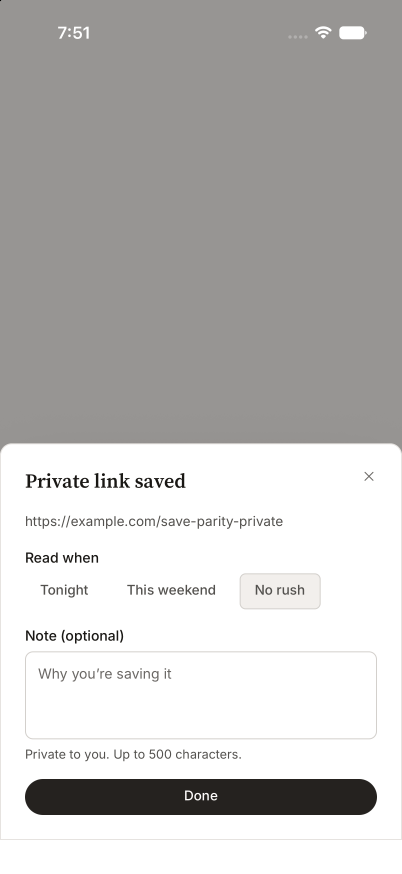 7:51
Private link saved
https://example.com/save-parity-private
Read when
Tonight This weekend No rush
Note (optional)
Why you’re saving it
Private to you. Up to 500 characters.
Done